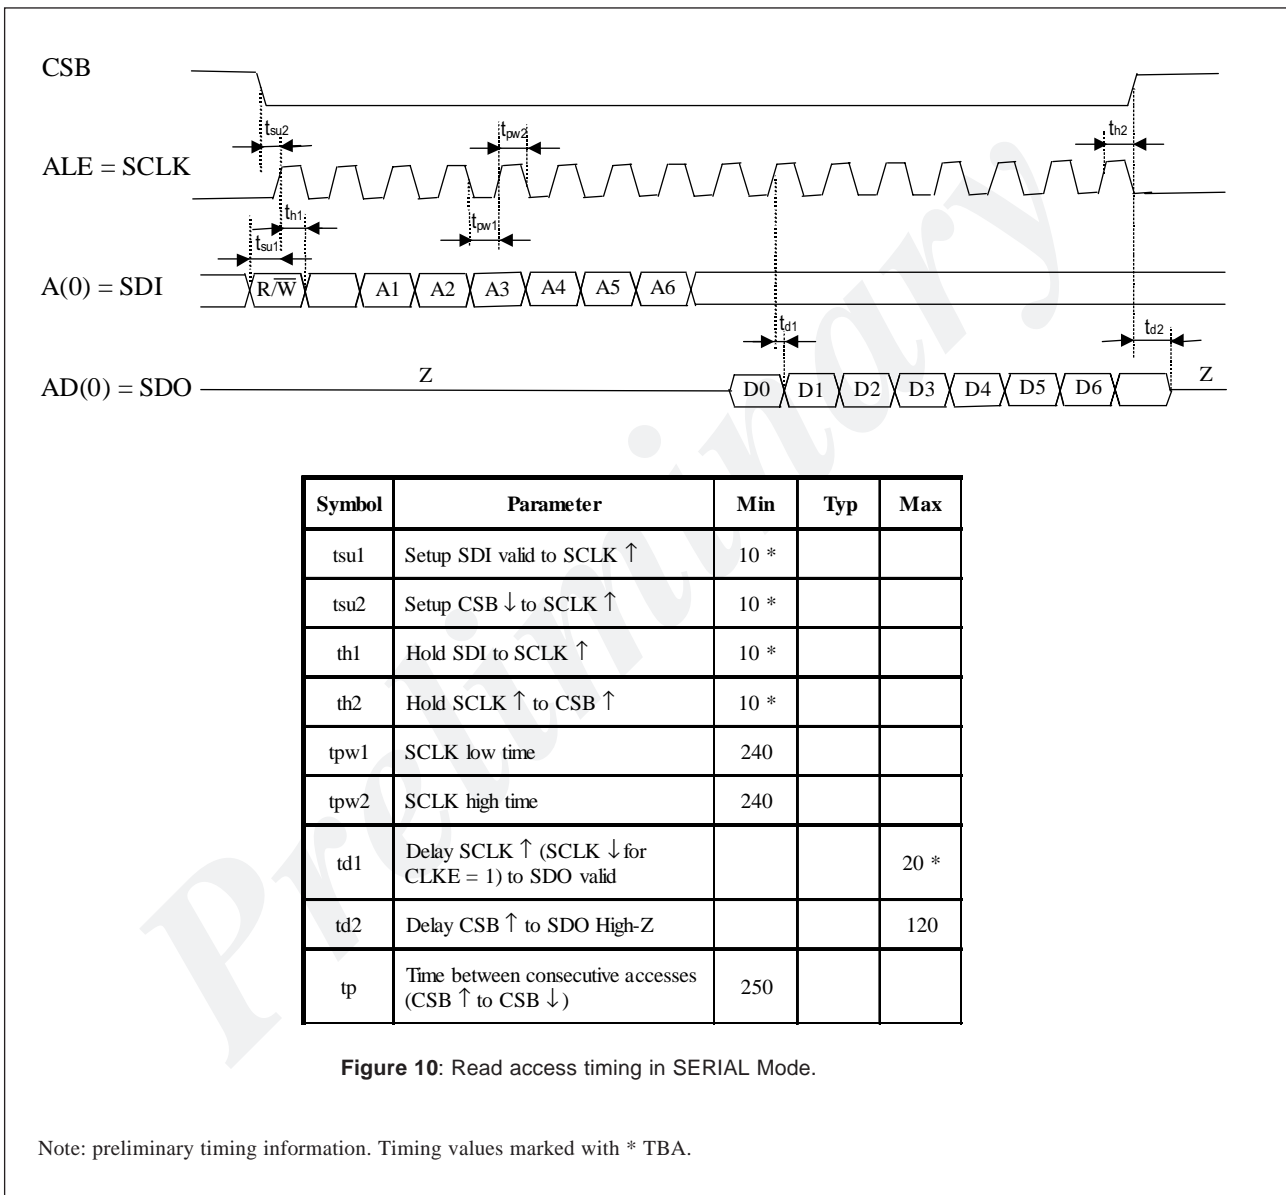 CSB
tsu2
tpw2
th2
ALE = SCLK
th1
tpw1
tsu1
A(0) = SDI
R/W̅ A1 A2 A3 A4 A5 A6
td1
td2
AD(0) = SDO
Z
D0 D1 D2 D3 D4 D5 D6
Z
Preliminary
Symbol Parameter Min Typ Max
tsu1 Setup SDI valid to SCLK ↑ 10 *
tsu2 Setup CSB ↓ to SCLK ↑ 10 *
th1 Hold SDI to SCLK ↑ 10 *
th2 Hold SCLK ↑ to CSB ↑ 10 *
tpw1 SCLK low time 240
tpw2 SCLK high time 240
td1 Delay SCLK ↑ (SCLK ↓ for
CLKE = 1) to SDO valid 20 *
td2 Delay CSB ↑ to SDO High-Z 120
tp Time between consecutive accesses
(CSB ↑ to CSB ↓) 250
Figure 10: Read access timing in SERIAL Mode.
Note: preliminary timing information. Timing values marked with * TBA.